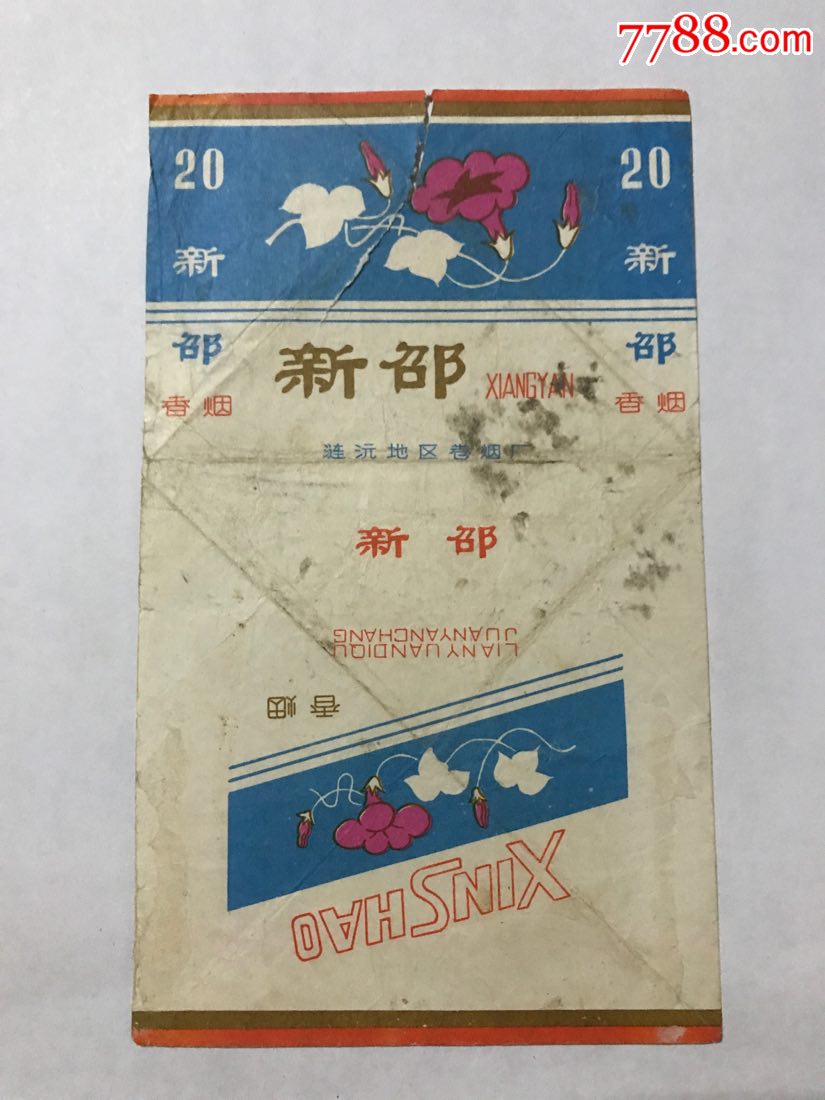 7788.com
20
20
新
新
邵
邵
新邵 XIANGYAN
香烟
香烟
涟沅地区卷烟厂
新邵
LIANYUANDIQU
JUANYANCHANG
香烟
XINSHAO